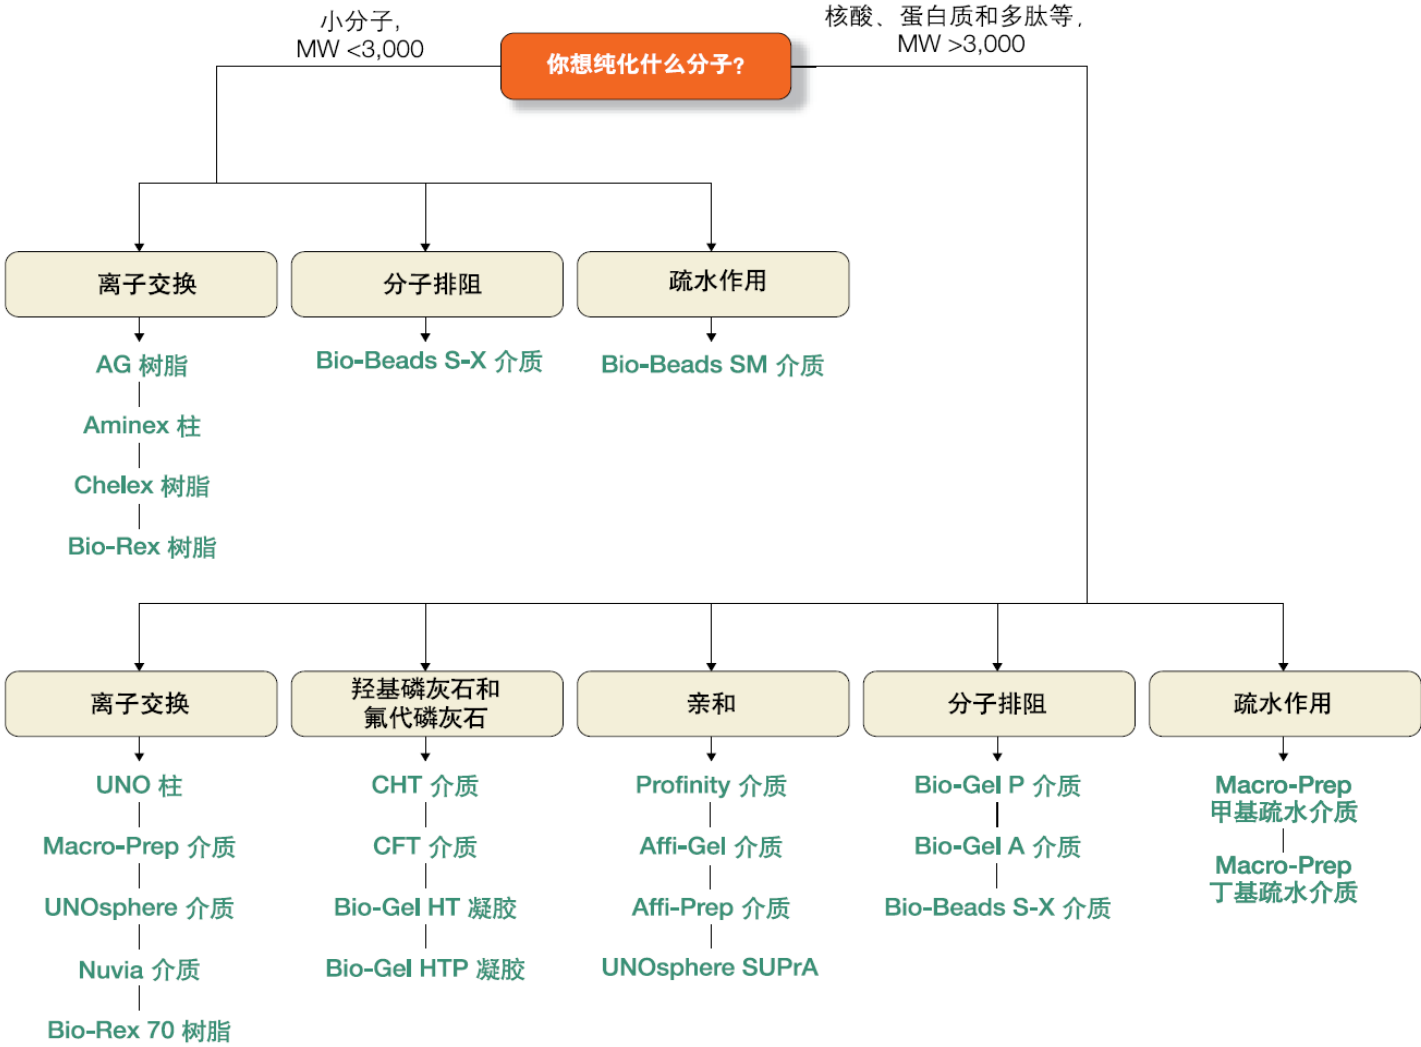 小分子,
MW <3,000
核酸、蛋白质和多肽等,
MW >3,000
你想纯化什么分子?
离子交换
分子排阻
疏水作用
AG 树脂
Bio-Beads S-X 介质
Bio-Beads SM 介质
Aminex 柱
Chelex 树脂
Bio-Rex 树脂
离子交换
羟基磷灰石和
氟代磷灰石
亲和
分子排阻
疏水作用
UNO 柱
Macro-Prep 介质
UNOsphere 介质
Nuvia 介质
Bio-Rex 70 树脂
CHT 介质
CFT 介质
Bio-Gel HT 凝胶
Bio-Gel HTP 凝胶
Profinity 介质
Affi-Gel 介质
Affi-Prep 介质
UNOsphere SUPrA
Bio-Gel P 介质
Bio-Gel A 介质
Bio-Beads S-X 介质
Macro-Prep
甲基疏水介质
Macro-Prep
丁基疏水介质